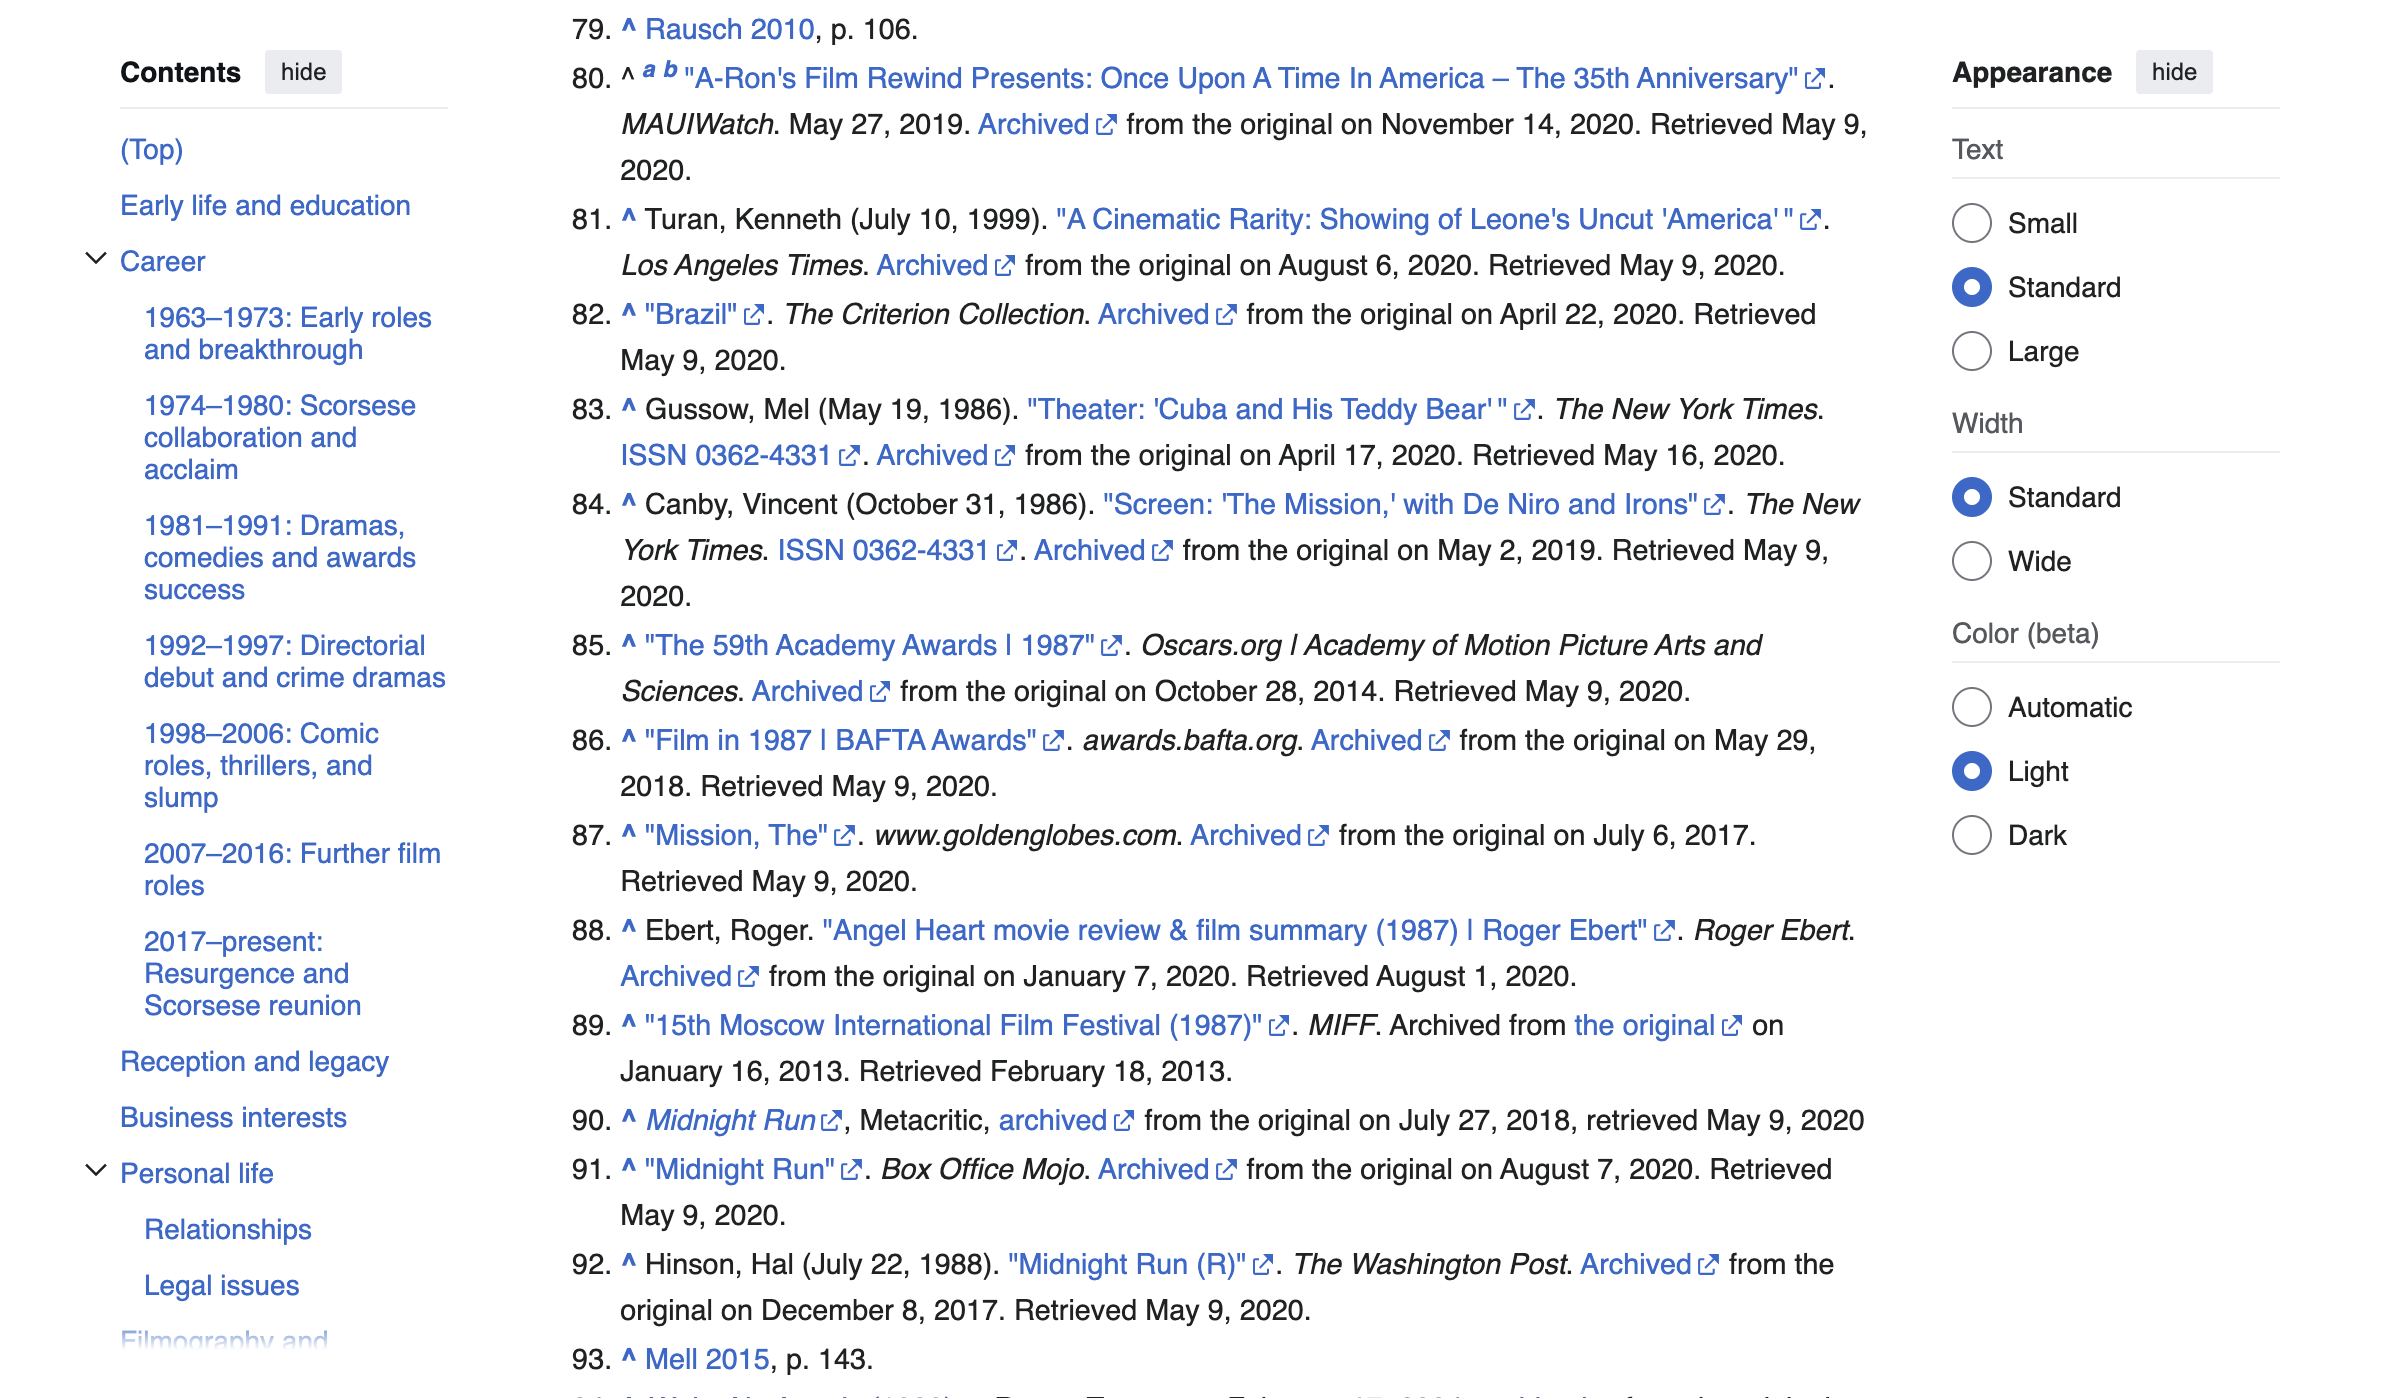 Contents hide
(Top)
Early life and education
Career
1963–1973: Early roles
and breakthrough
1974–1980: Scorsese
collaboration and
acclaim
1981–1991: Dramas,
comedies and awards
success
1992–1997: Directorial
debut and crime dramas
1998–2006: Comic
roles, thrillers, and
slump
2007–2016: Further film
roles
2017–present:
Resurgence and
Scorsese reunion
Reception and legacy
Business interests
Personal life
Relationships
Legal issues
Filmography and
79. ^ Rausch 2010, p. 106.
80. ^ a b "A-Ron's Film Rewind Presents: Once Upon A Time In America – The 35th Anniversary".
MAUIWatch. May 27, 2019. Archived from the original on November 14, 2020. Retrieved May 9,
2020.
81. ^ Turan, Kenneth (July 10, 1999). "A Cinematic Rarity: Showing of Leone's Uncut 'America' ".
Los Angeles Times. Archived from the original on August 6, 2020. Retrieved May 9, 2020.
82. ^ "Brazil". The Criterion Collection. Archived from the original on April 22, 2020. Retrieved
May 9, 2020.
83. ^ Gussow, Mel (May 19, 1986). "Theater: 'Cuba and His Teddy Bear' ". The New York Times.
ISSN 0362-4331. Archived from the original on April 17, 2020. Retrieved May 16, 2020.
84. ^ Canby, Vincent (October 31, 1986). "Screen: 'The Mission,' with De Niro and Irons". The New
York Times. ISSN 0362-4331. Archived from the original on May 2, 2019. Retrieved May 9,
2020.
85. ^ "The 59th Academy Awards | 1987". Oscars.org | Academy of Motion Picture Arts and
Sciences. Archived from the original on October 28, 2014. Retrieved May 9, 2020.
86. ^ "Film in 1987 | BAFTA Awards". awards.bafta.org. Archived from the original on May 29,
2018. Retrieved May 9, 2020.
87. ^ "Mission, The". www.goldenglobes.com. Archived from the original on July 6, 2017.
Retrieved May 9, 2020.
88. ^ Ebert, Roger. "Angel Heart movie review & film summary (1987) | Roger Ebert". Roger Ebert.
Archived from the original on January 7, 2020. Retrieved August 1, 2020.
89. ^ "15th Moscow International Film Festival (1987)". MIFF. Archived from the original on
January 16, 2013. Retrieved February 18, 2013.
90. ^ Midnight Run, Metacritic, archived from the original on July 27, 2018, retrieved May 9, 2020
91. ^ "Midnight Run". Box Office Mojo. Archived from the original on August 7, 2020. Retrieved
May 9, 2020.
92. ^ Hinson, Hal (July 22, 1988). "Midnight Run (R)". The Washington Post. Archived from the
original on December 8, 2017. Retrieved May 9, 2020.
93. ^ Mell 2015, p. 143.
Appearance hide
Text
Small
Standard
Large
Width
Standard
Wide
Color (beta)
Automatic
Light
Dark